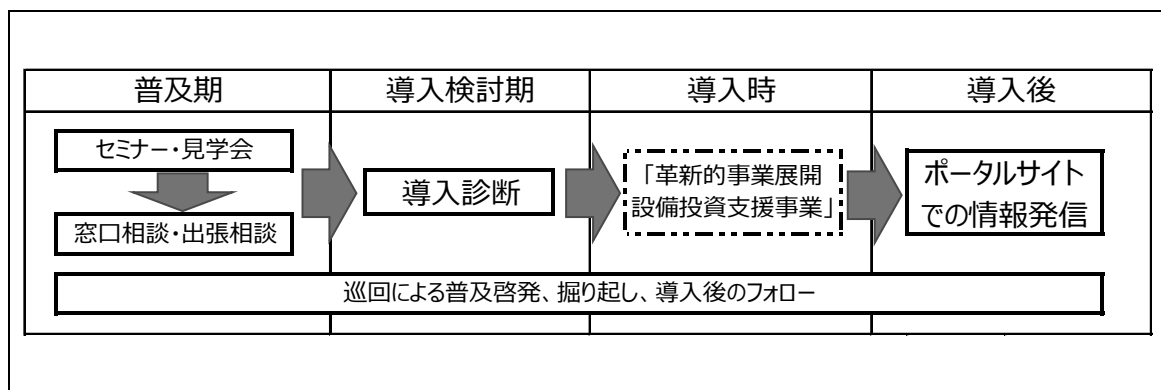 普及期
導入検討期
導入時
導入後
セミナー・見学会
窓口相談・出張相談
導入診断
「革新的事業展開
設備投資支援事業」
ポータルサイト
での情報発信
巡回による普及啓発、掘り起し、導入後のフォロー